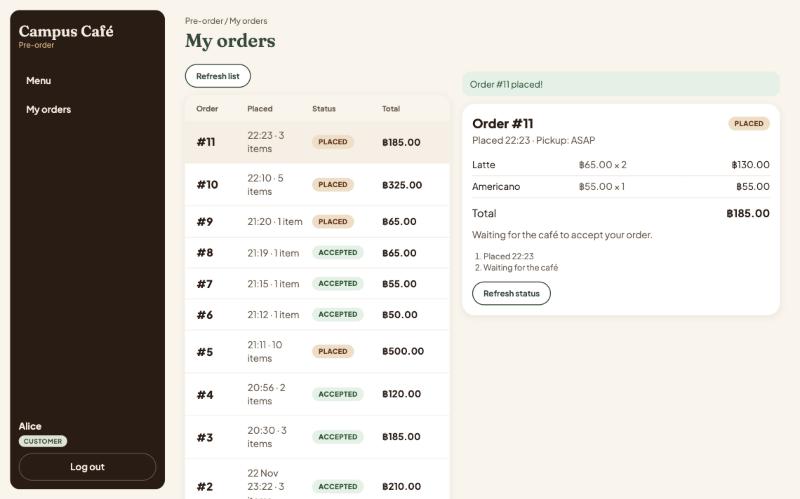 Campus Café
Pre-order
Menu
My orders
Alice
CUSTOMER
Log out
Pre-order / My orders
My orders
Refresh list
Order Placed Status Total
#11 22:23 · 3 items PLACED ฿185.00
#10 22:10 · 5 items PLACED ฿325.00
#9 21:20 · 1 item PLACED ฿65.00
#8 21:19 · 1 item ACCEPTED ฿65.00
#7 21:15 · 1 item ACCEPTED ฿55.00
#6 21:12 · 1 item ACCEPTED ฿50.00
#5 21:11 · 10 items PLACED ฿500.00
#4 20:56 · 2 items ACCEPTED ฿120.00
#3 20:30 · 3 items ACCEPTED ฿185.00
#2 22 Nov 23:22 · 3 ACCEPTED ฿210.00
Order #11 placed!
Order #11 PLACED
Placed 22:23 · Pickup: ASAP
Latte ฿65.00 × 2 ฿130.00
Americano ฿55.00 × 1 ฿55.00
Total ฿185.00
Waiting for the café to accept your order.
1. Placed 22:23
2. Waiting for the café
Refresh status